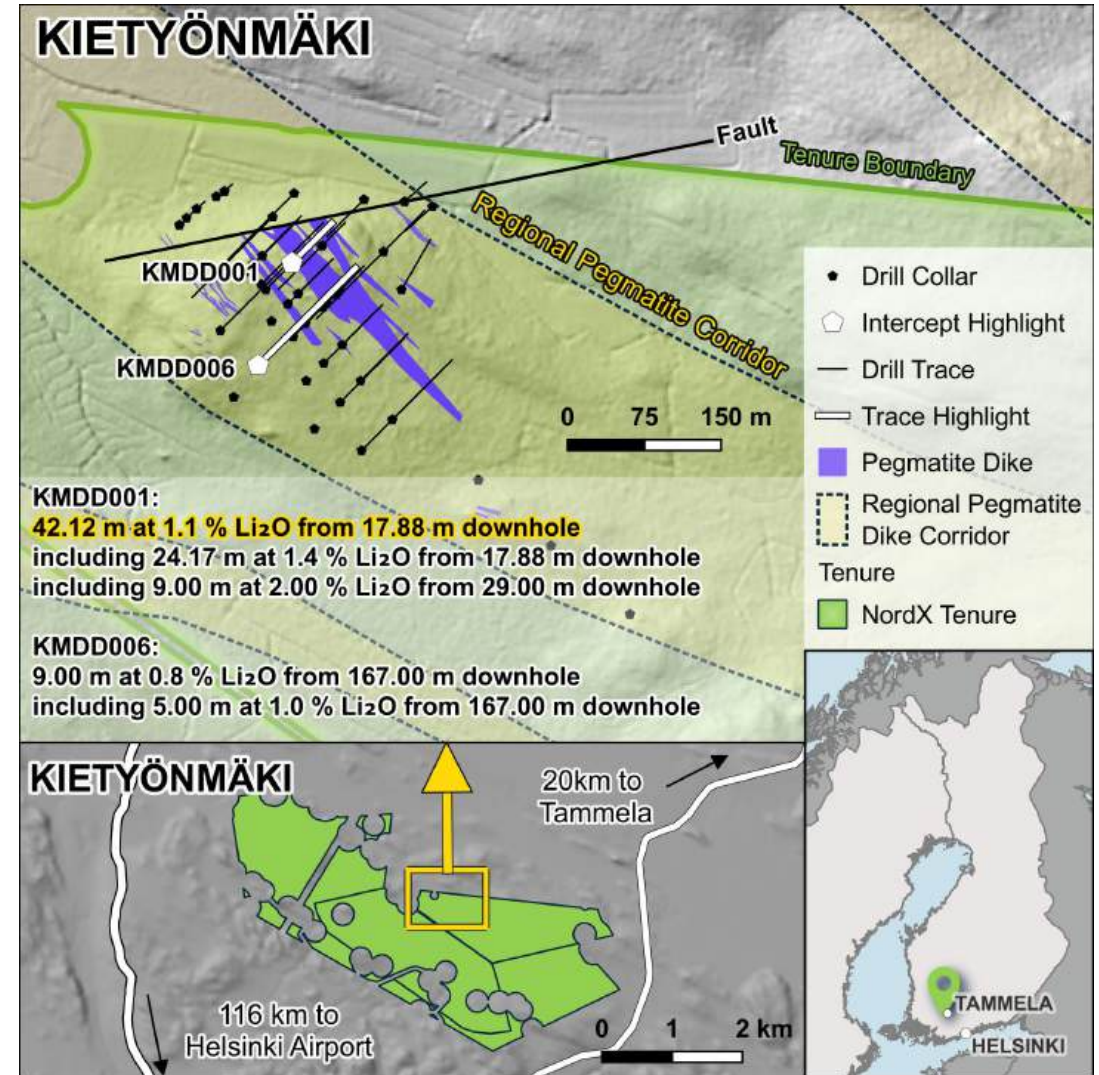 KIETYÖNMÄKI
Fault
Tenure Boundary
Regional Pegmatite Corridor
KMDD001
KMDD006
0 75 150 m
Drill Collar
Intercept Highlight
Drill Trace
Trace Highlight
Pegmatite Dike
Regional Pegmatite
Dike Corridor
Tenure
NordX Tenure
KMDD001:
42.12 m at 1.1 % Li₂O from 17.88 m downhole
including 24.17 m at 1.4 % Li₂O from 17.88 m downhole
including 9.00 m at 2.00 % Li₂O from 29.00 m downhole
KMDD006:
9.00 m at 0.8 % Li₂O from 167.00 m downhole
including 5.00 m at 1.0 % Li₂O from 167.00 m downhole
KIETYÖNMÄKI
20km to
Tammela
116 km to
Helsinki Airport
0 1 2 km
TAMMELA
HELSINKI